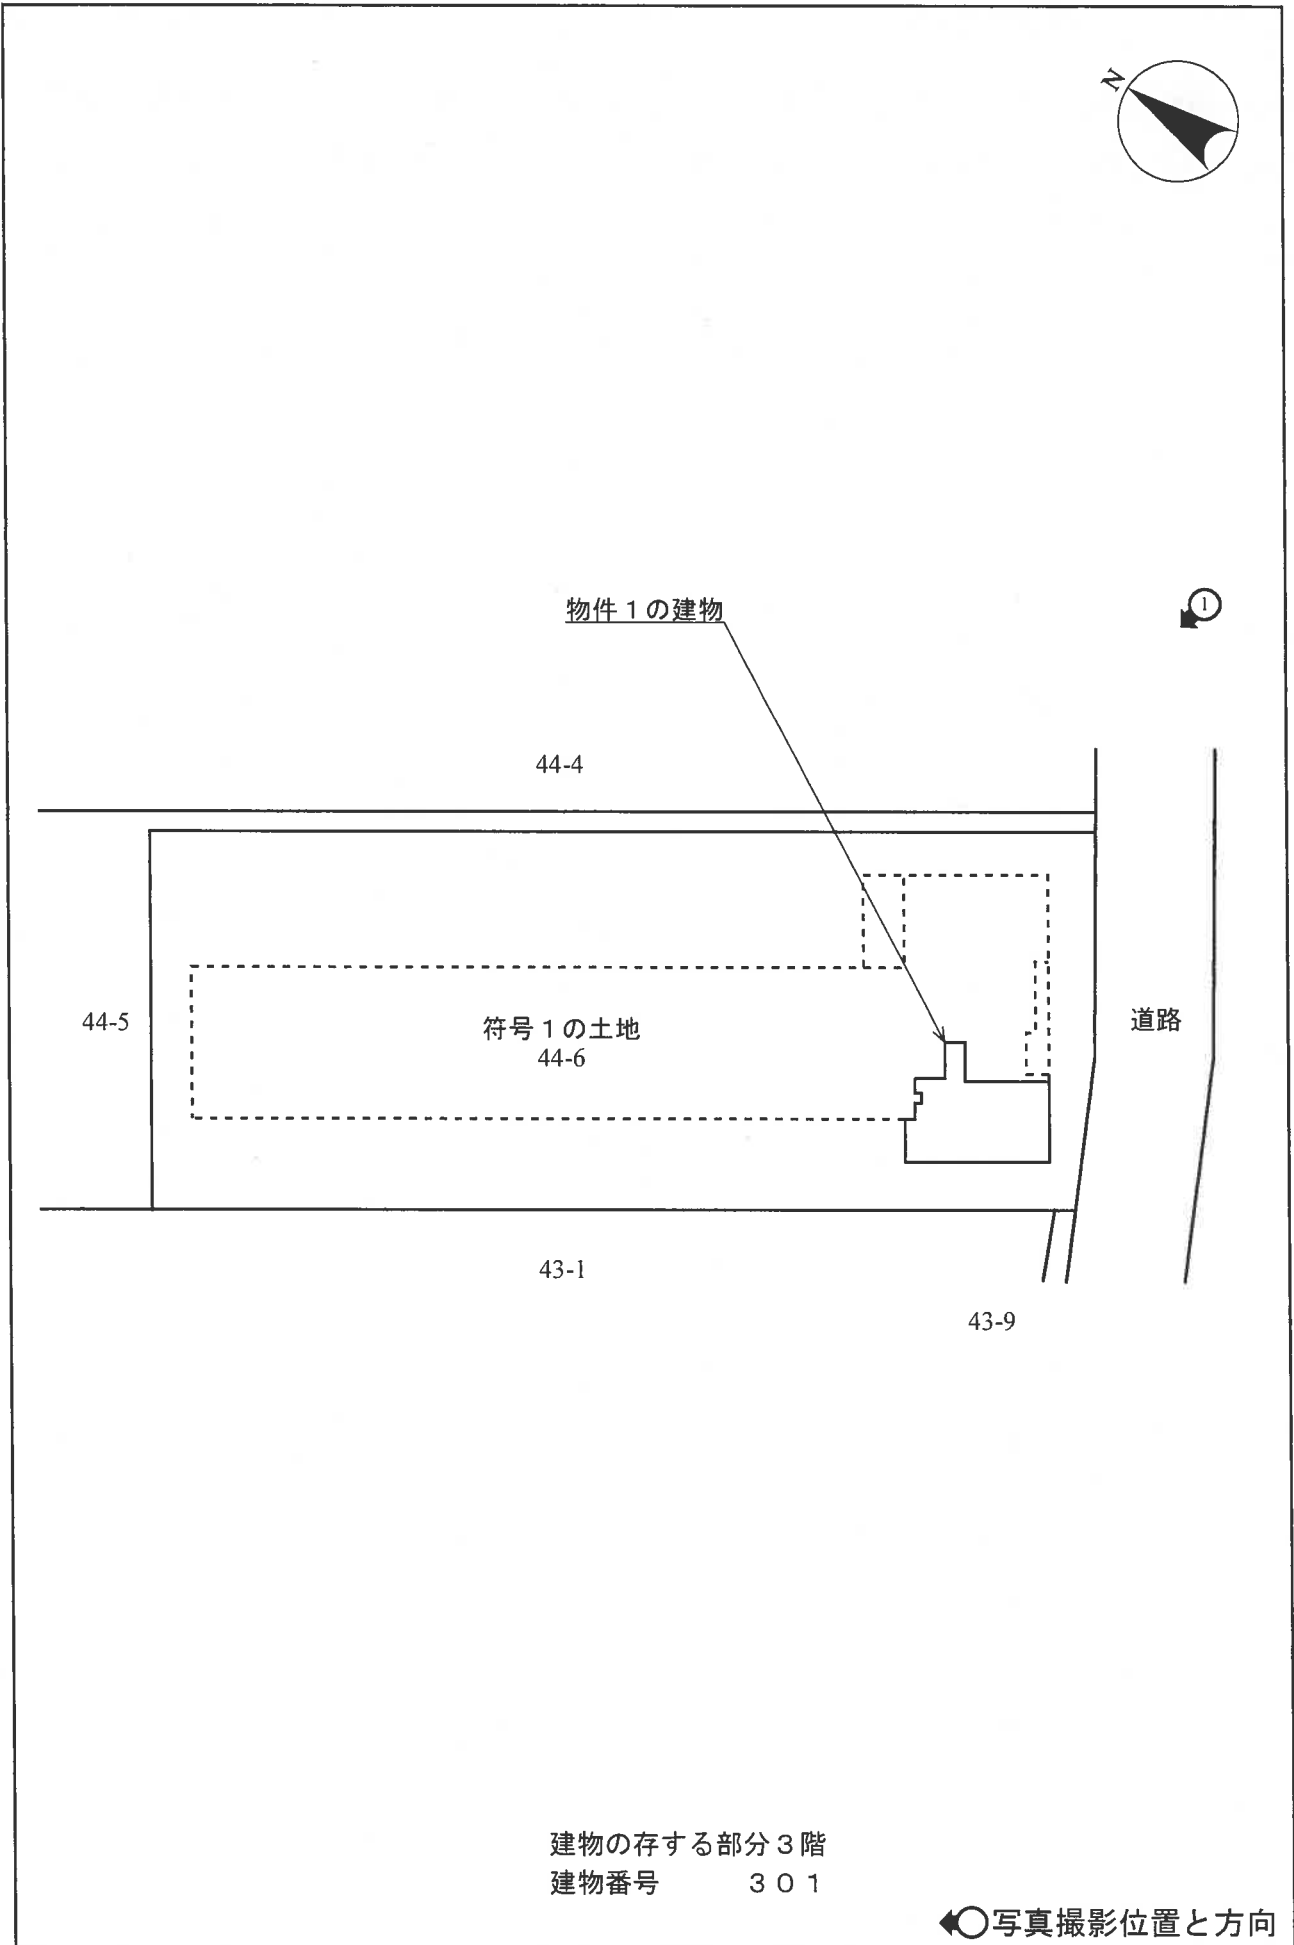 N
1
物件1の建物
44-4
44-5
符号1の土地
44-6
道路
43-1
43-9
建物の存する部分3階
建物番号 301
写真撮影位置と方向